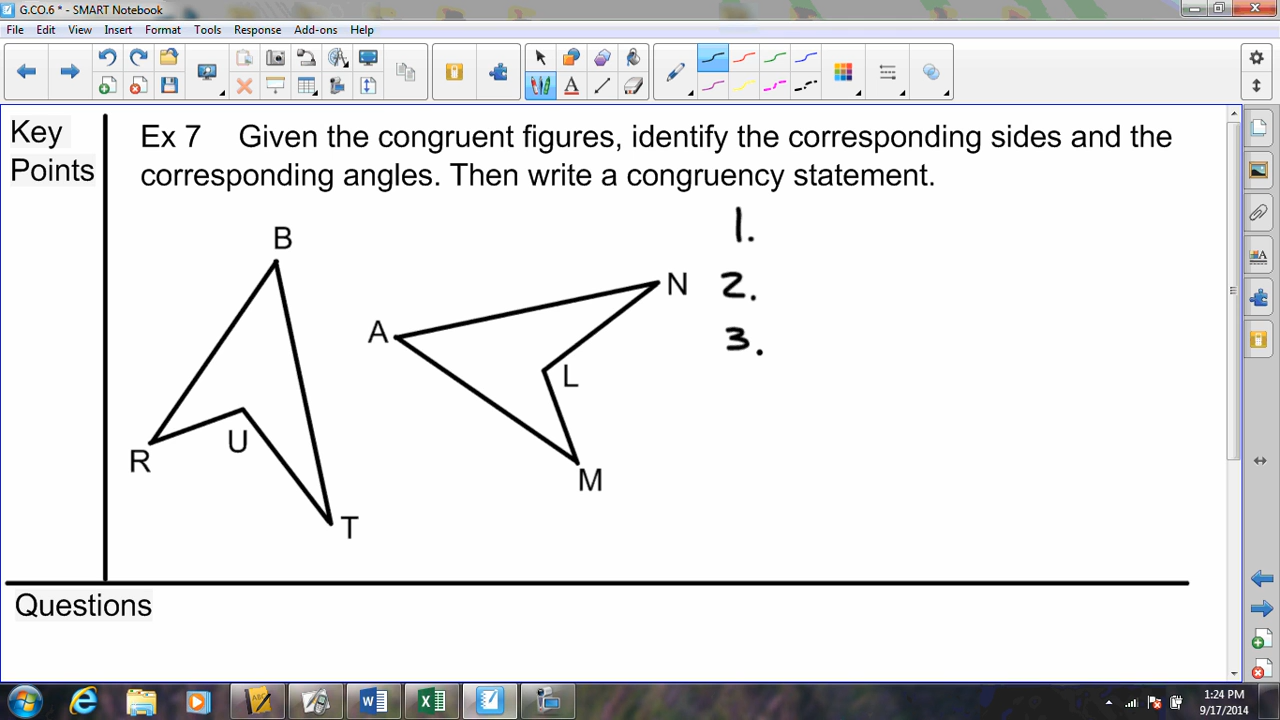 G.CO.6 * - SMART Notebook
File Edit View Insert Format Tools Response Add-ons Help
Key
Points
Ex 7 Given the congruent figures, identify the corresponding sides and the
corresponding angles. Then write a congruency statement.
1.
B
N
2.
A
3.
L
U
R
M
T
Questions
1:24 PM
9/17/2014